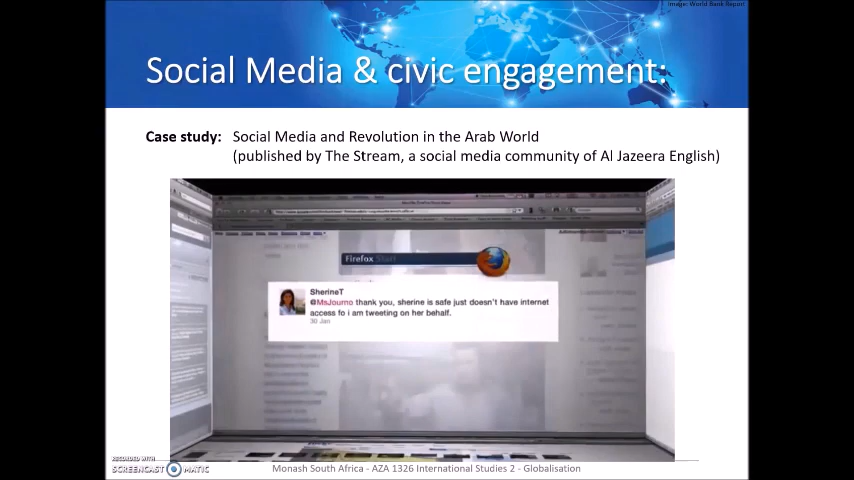 Image: World Bank Report
Social Media & civic engagement:
Case study: Social Media and Revolution in the Arab World
(published by The Stream, a social media community of Al Jazeera English)
Firefox Start
SherineT
@MsJourno thank you, sherine is safe just doesn't have internet
access fo i am tweeting on her behalf.
30 Jan
RECORDED WITH
SCREENCAST MATIC
Monash South Africa - AZA 1326 International Studies 2 - Globalisation